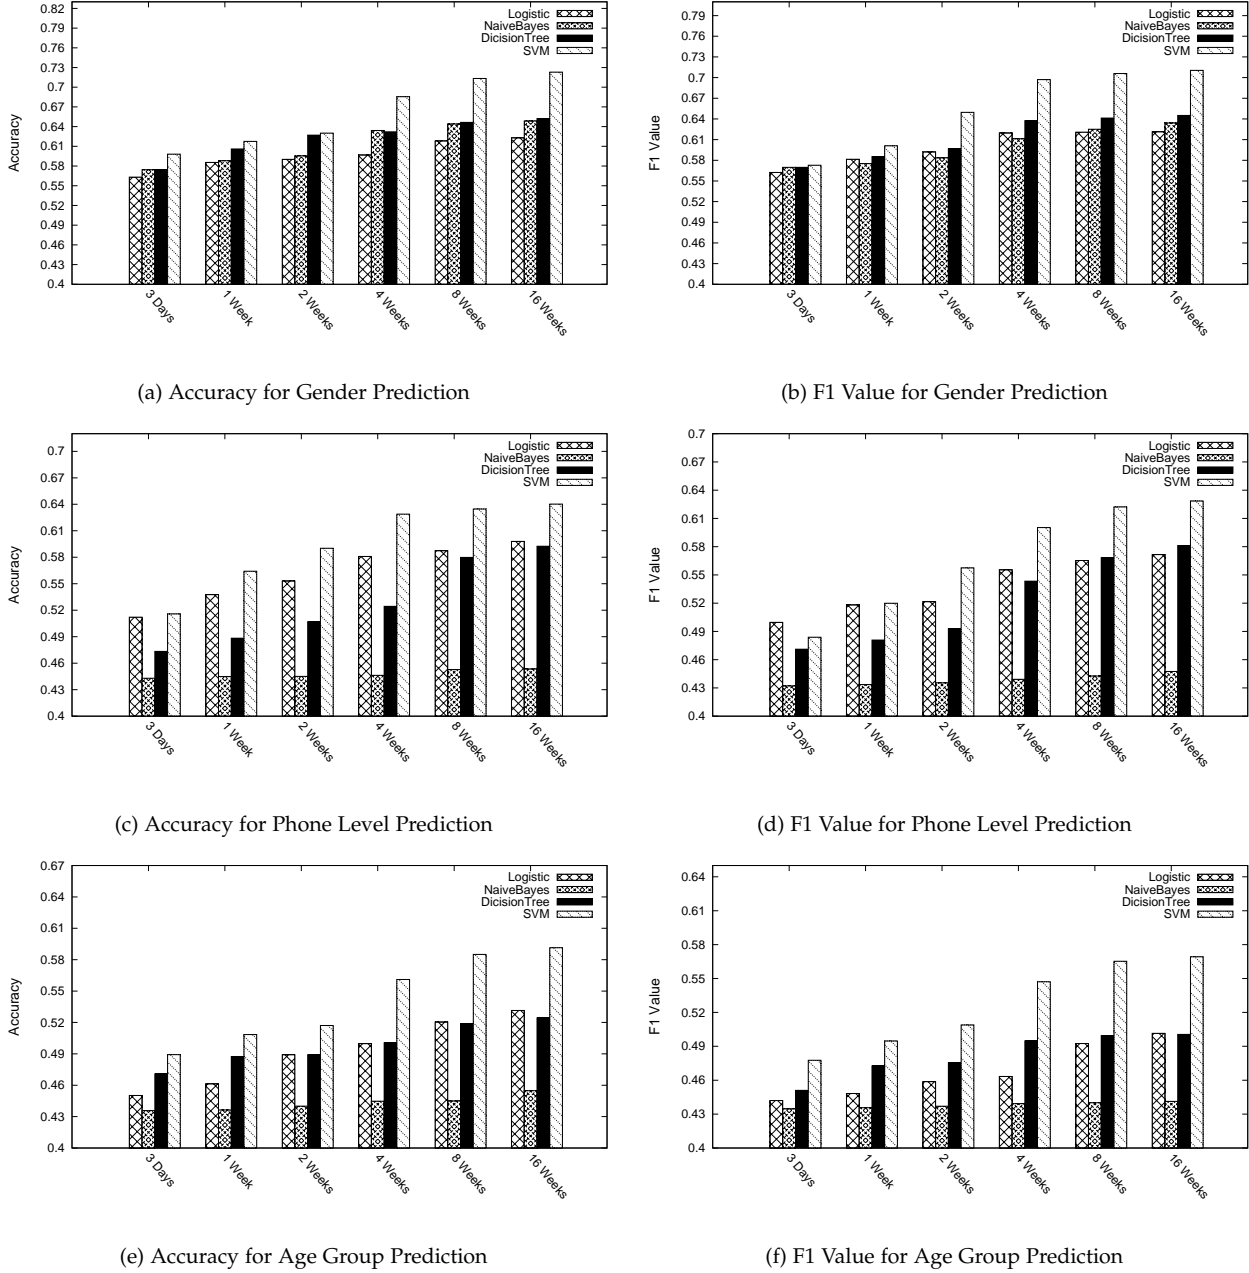 0.82
0.79
0.76
0.73
0.7
0.67
0.64
0.61
0.58
0.55
0.52
0.49
0.46
0.43
0.4
Accuracy
Logistic
NaiveBayes
DicisionTree
SVM
3 Days
1 Week
2 Weeks
4 Weeks
8 Weeks
16 Weeks
(a) Accuracy for Gender Prediction
0.79
0.76
0.73
0.7
0.67
0.64
0.61
0.58
0.55
0.52
0.49
0.46
0.43
0.4
F1 Value
Logistic
NaiveBayes
DicisionTree
SVM
3 Days
1 Week
2 Weeks
4 Weeks
8 Weeks
16 Weeks
(b) F1 Value for Gender Prediction
0.7
0.67
0.64
0.61
0.58
0.55
0.52
0.49
0.46
0.43
0.4
Accuracy
Logistic
NaiveBayes
DicisionTree
SVM
3 Days
1 Week
2 Weeks
4 Weeks
8 Weeks
16 Weeks
(c) Accuracy for Phone Level Prediction
0.7
0.67
0.64
0.61
0.58
0.55
0.52
0.49
0.46
0.43
0.4
F1 Value
Logistic
NaiveBayes
DicisionTree
SVM
3 Days
1 Week
2 Weeks
4 Weeks
8 Weeks
16 Weeks
(d) F1 Value for Phone Level Prediction
0.67
0.64
0.61
0.58
0.55
0.52
0.49
0.46
0.43
0.4
Accuracy
Logistic
NaiveBayes
DicisionTree
SVM
3 Days
1 Week
2 Weeks
4 Weeks
8 Weeks
16 Weeks
(e) Accuracy for Age Group Prediction
0.64
0.61
0.58
0.55
0.52
0.49
0.46
0.43
0.4
F1 Value
Logistic
NaiveBayes
DicisionTree
SVM
3 Days
1 Week
2 Weeks
4 Weeks
8 Weeks
16 Weeks
(f) F1 Value for Age Group Prediction